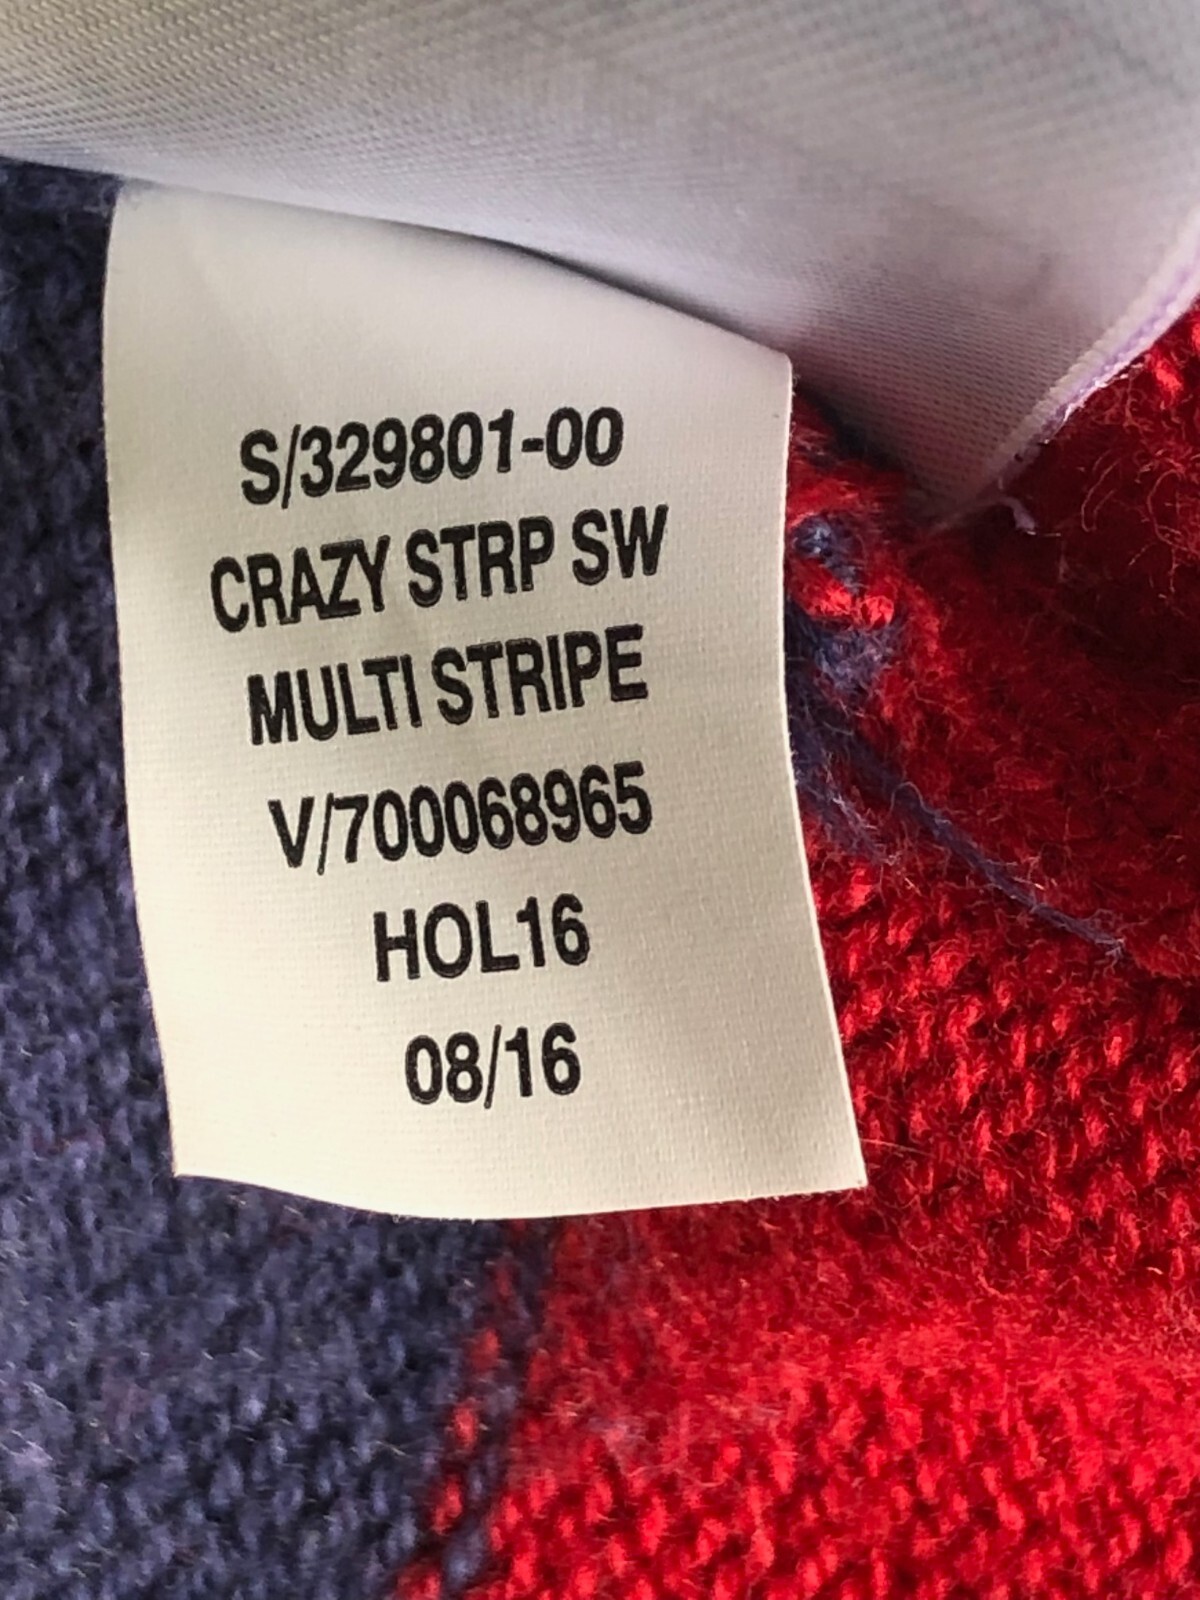 S/329801-00
CRAZY STRP SW
MULTI STRIPE
V/700068965
HOL16
08/16